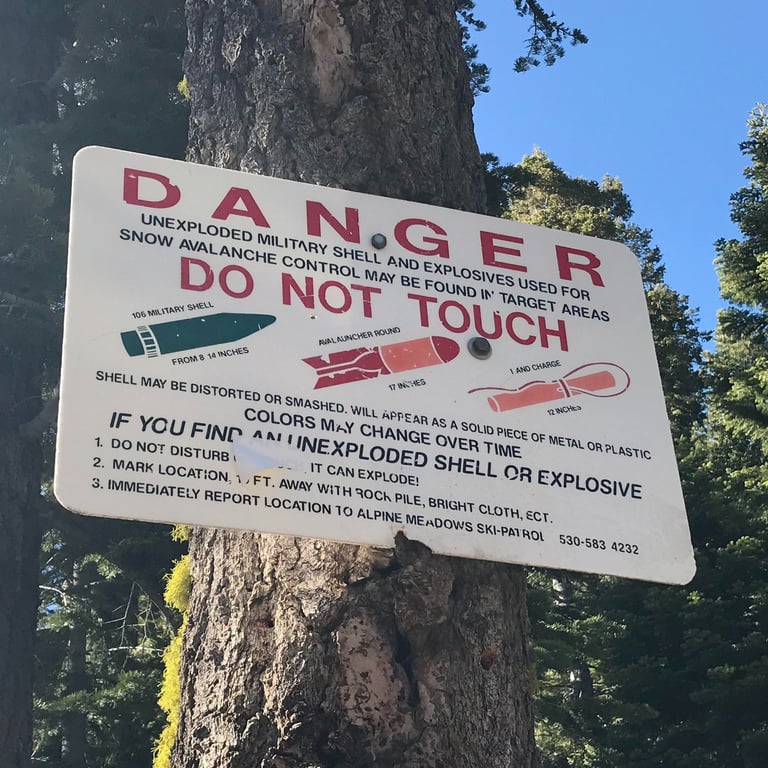 DANGER
UNEXPLODED MILITARY SHELL AND EXPLOSIVES USED FOR
SNOW AVALANCHE CONTROL MAY BE FOUND IN TARGET AREAS
DO NOT TOUCH
106 MILITARY SHELL
FROM 8 14 INCHES
AVALAUNCHER ROUND
17 INCHES
AND CHARGE
12 INCHES
SHELL MAY BE DISTORTED OR SMASHED. WILL APPEAR AS A SOLID PIECE OF METAL OR PLASTIC
COLORS MAY CHANGE OVER TIME
IF YOU FIND AN UNEXPLODED SHELL OR EXPLOSIVE
1. DO NOT DISTURB IT CAN EXPLODE!
2. MARK LOCATION, FT. AWAY WITH ROCK PILE, BRIGHT CLOTH, ECT.
3. IMMEDIATELY REPORT LOCATION TO ALPINE MEADOWS SKI-PATROL 530-583 4232